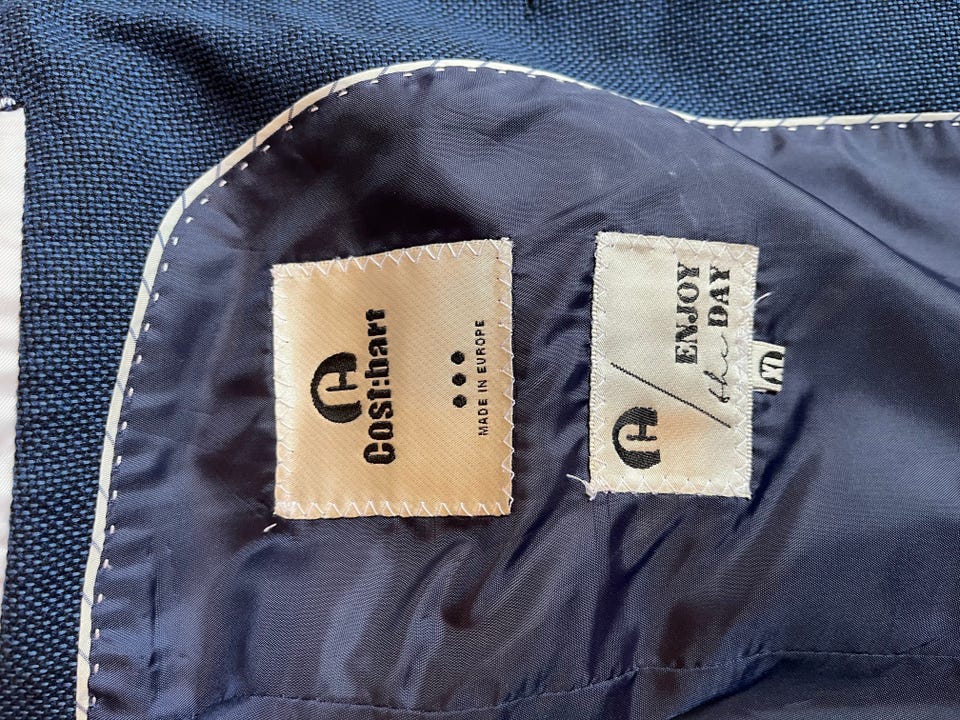 Cost:bart
MADE IN EUROPE
ENJOY
the DAY